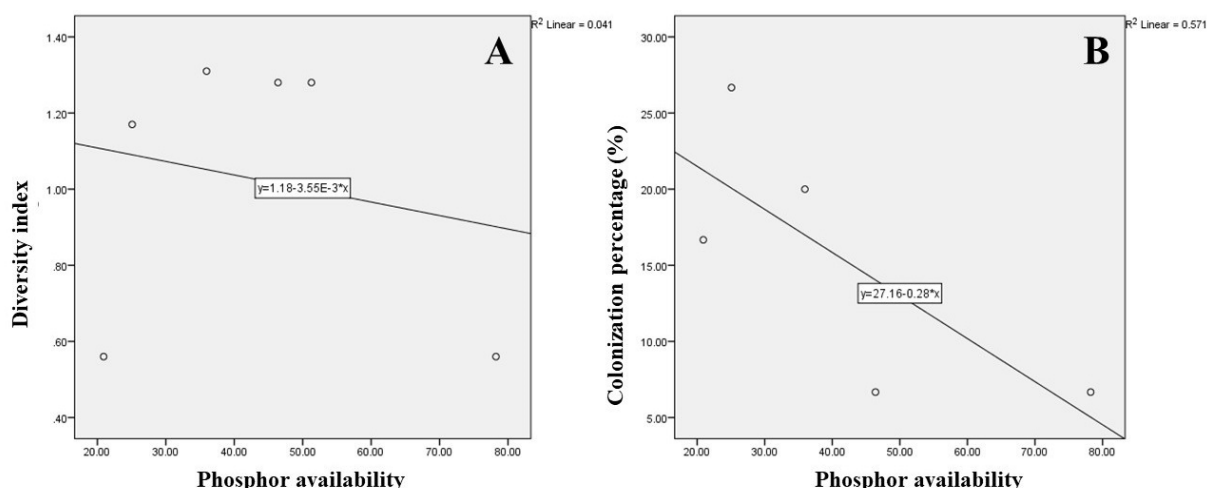 R² Linear = 0.041
A
1.40
1.20
1.00
.80
.60
.40
y=1.18-3.55E-3*x
20.00 30.00 40.00 50.00 60.00 70.00 80.00
Diversity index
Phosphor availability
R² Linear = 0.571
B
30.00
25.00
20.00
15.00
10.00
5.00
y=27.16-0.28*x
20.00 30.00 40.00 50.00 60.00 70.00 80.00
Colonization percentage (%)
Phosphor availability